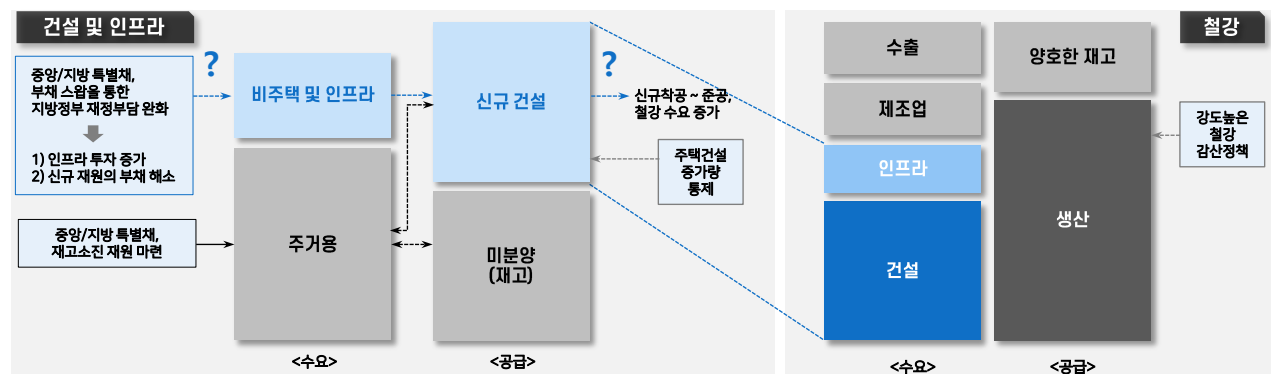 건설 및 인프라
중앙/지방 특별채,
부채 스왑을 통한
지방정부 재정부담 완화
1) 인프라 투자 증가
2) 신규 재원의 부채 해소
중앙/지방 특별채,
재고소진 재원 마련
?
비주택 및 인프라
주거용
<수요>
신규 건설
미분양
(재고)
<공급>
?
신규착공 ~ 준공,
철강 수요 증가
주택건설
증가량
통제
철강
수출
제조업
인프라
건설
<수요>
양호한 재고
생산
<공급>
강도높은
철강
감산정책